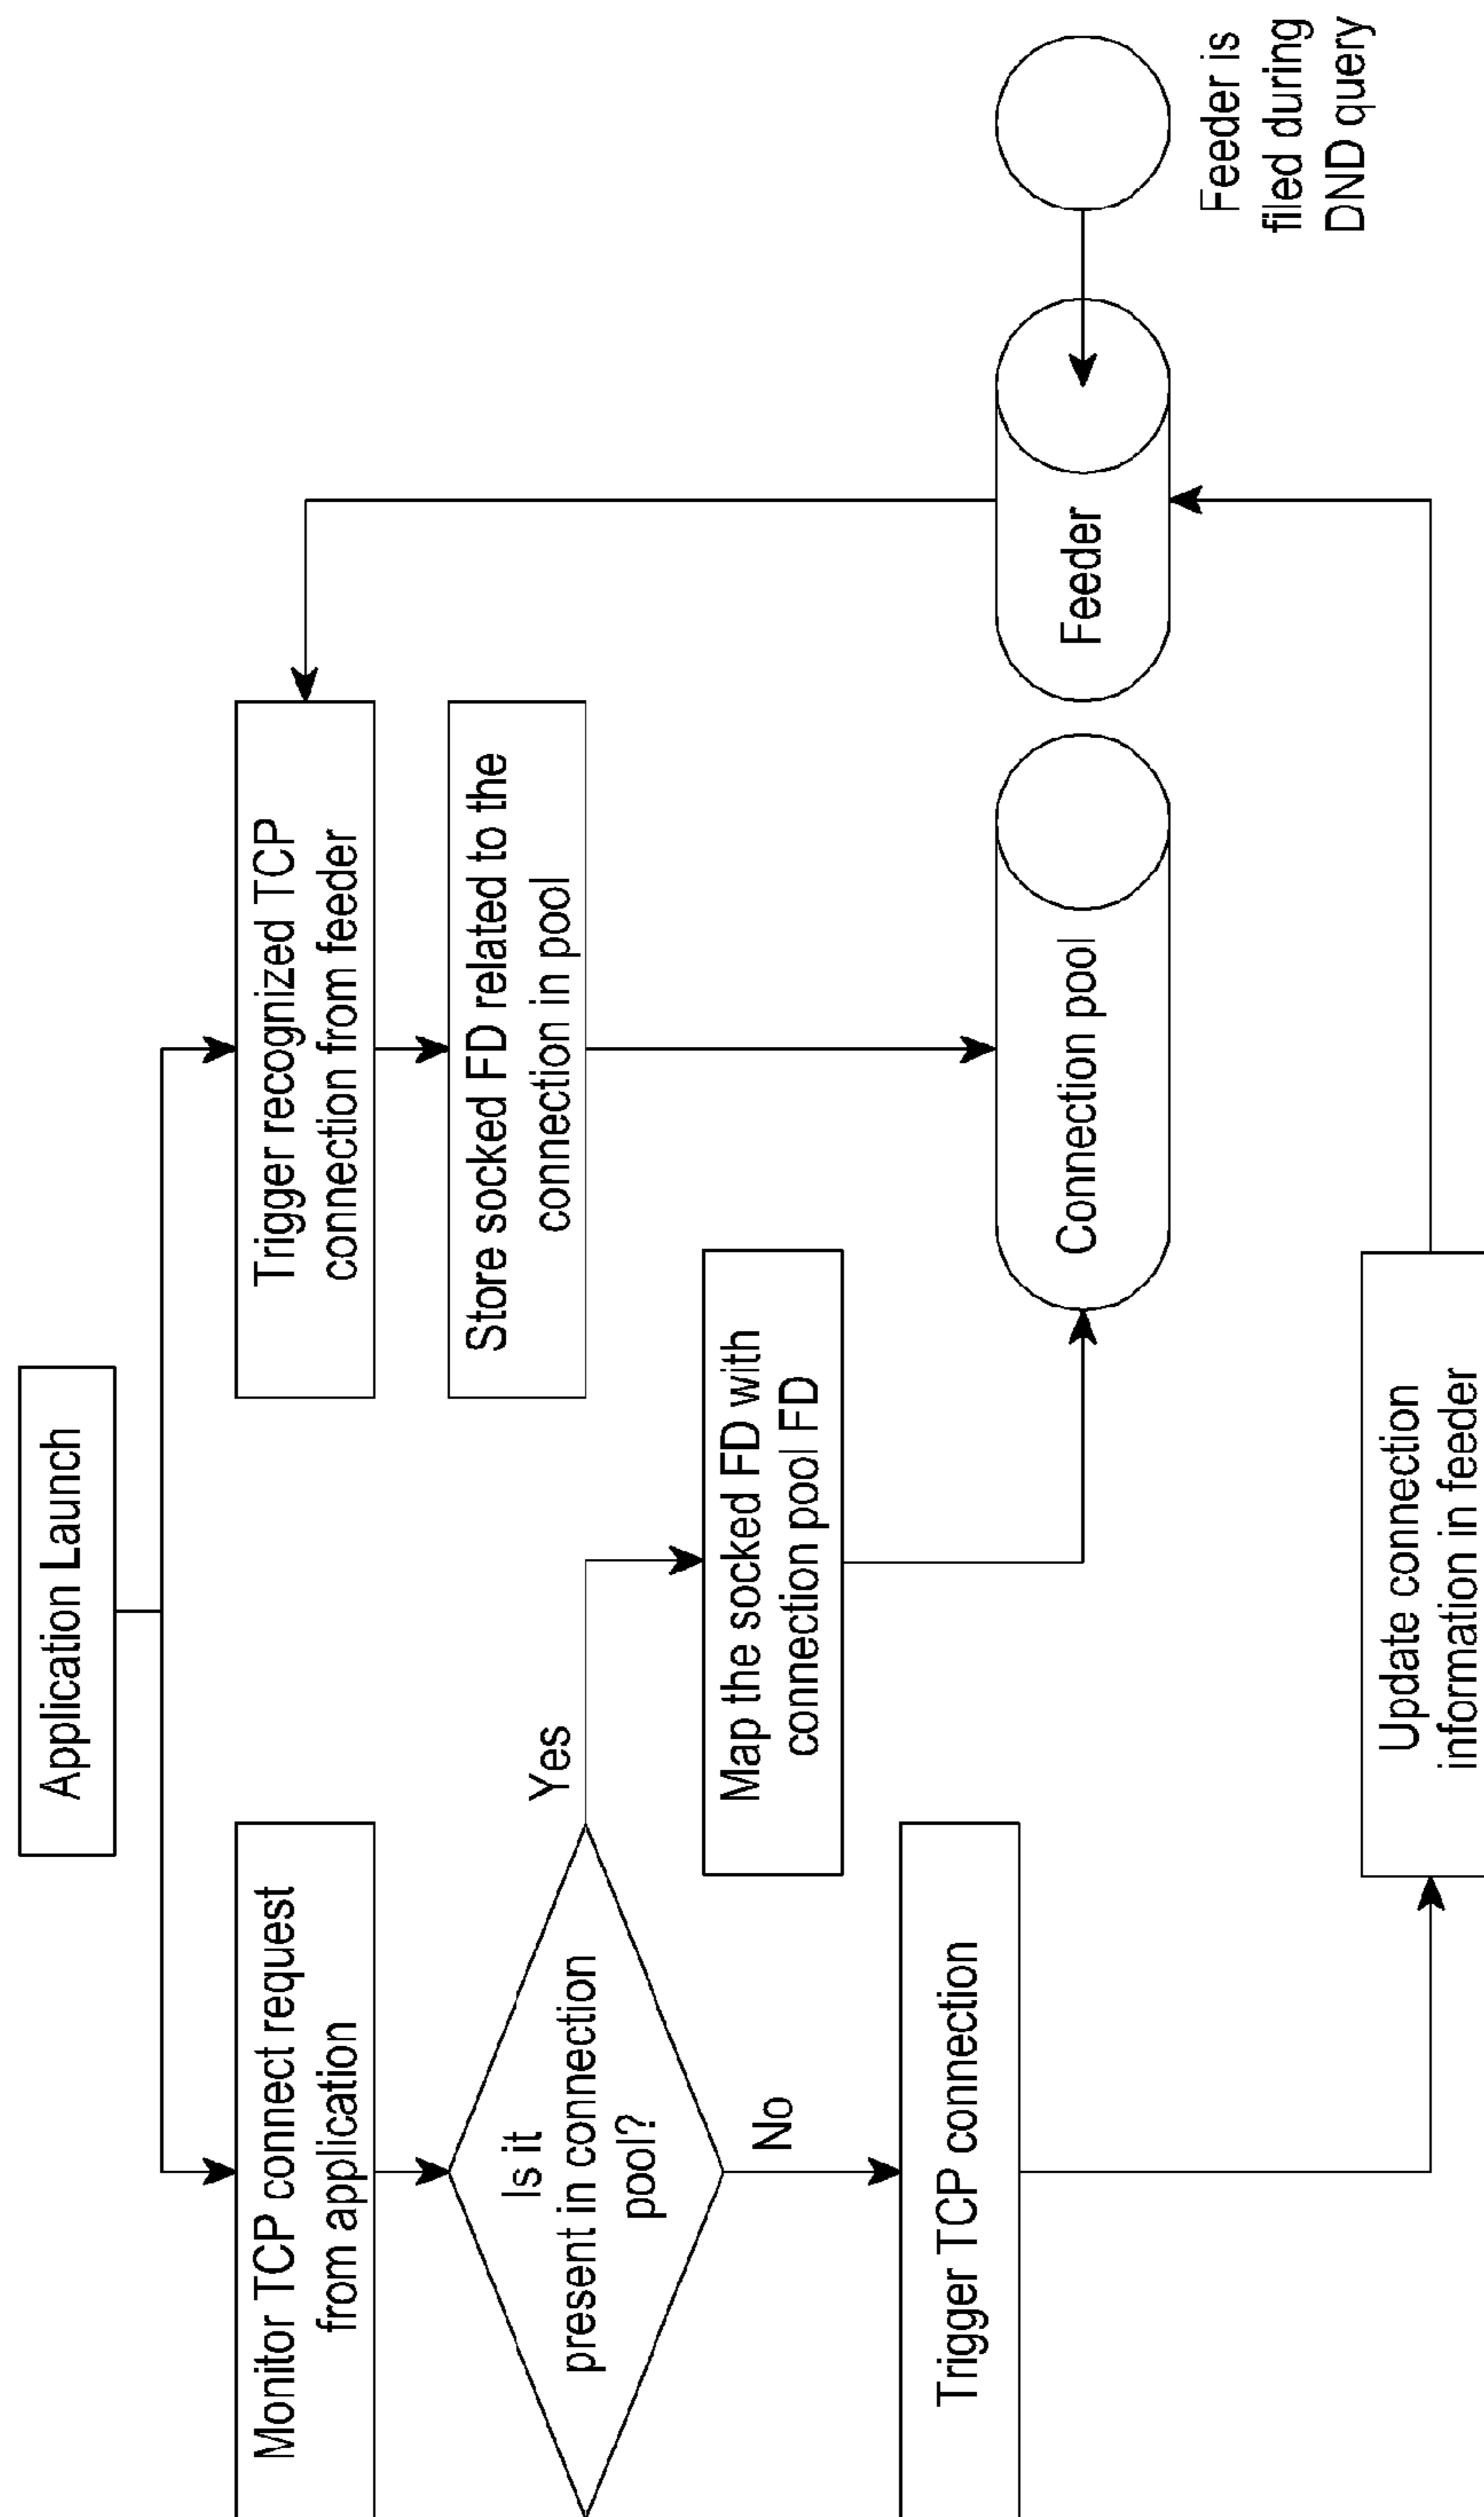 Application Launch
Monitor TCP connect request
from application
Trigger recognized TCP
connection from feeder
Is it
present in connection
pool?
Yes
No
Store socked FD related to the
connection in pool
Map the socked FD with
connection pool FD
Trigger TCP connection
Connection pool
Feeder
Feeder is
filed during
DND query
Update connection
information in feeder